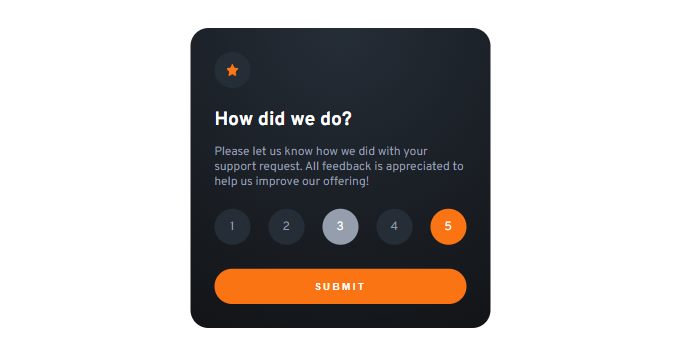 How did we do?
Please let us know how we did with your
support request. All feedback is appreciated to
help us improve our offering!
1 2 3 4 5
SUBMIT